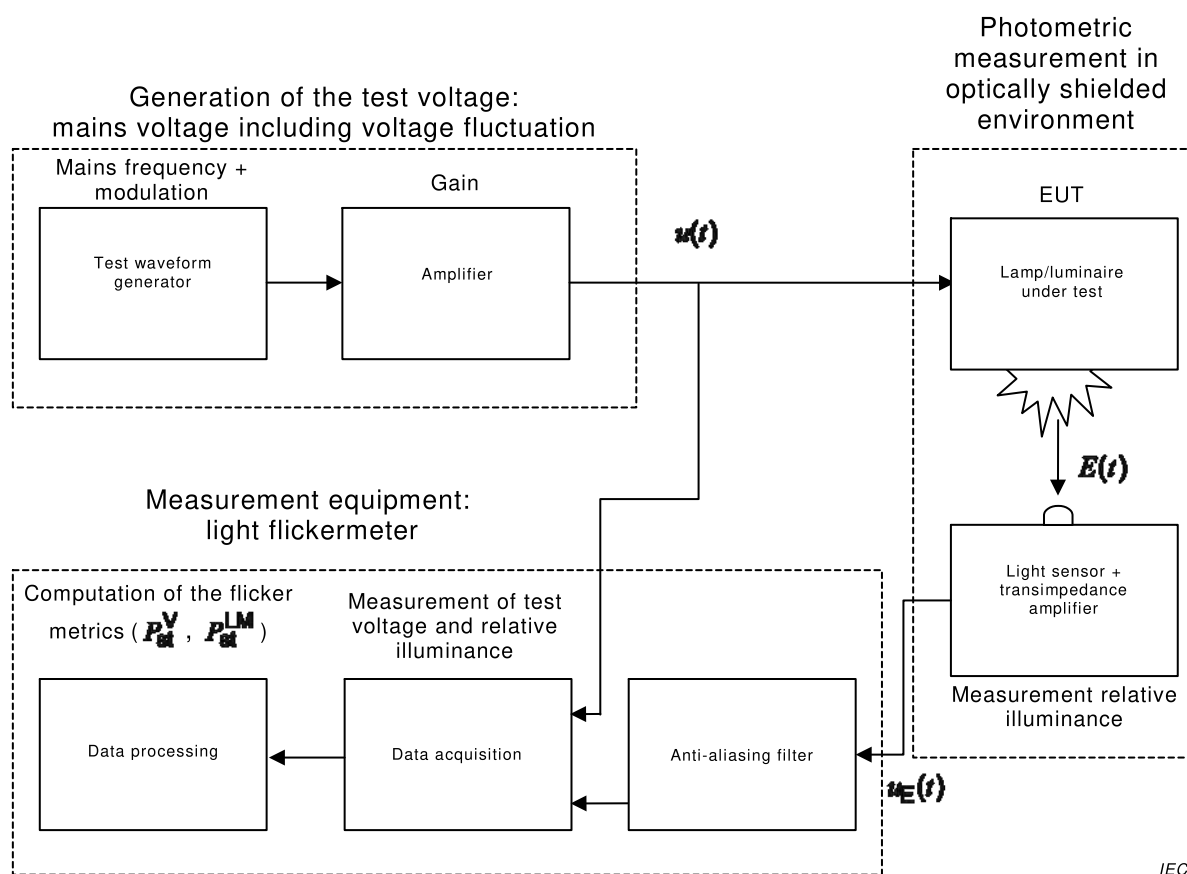 Photometric
measurement in
optically shielded
environment
Generation of the test voltage:
mains voltage including voltage fluctuation
Mains frequency +
modulation
Gain
EUT
u(t)
Test waveform
generator
Amplifier
Lamp/luminaire
under test
E(t)
Measurement equipment:
light flickermeter
Light sensor +
transimpedance
amplifier
Computation of the flicker
metrics ( P_st^V , P_st^LM )
Measurement of test
voltage and relative
illuminance
Measurement relative
illuminance
Data processing
Data acquisition
Anti-aliasing filter
u_E(t)
IEC